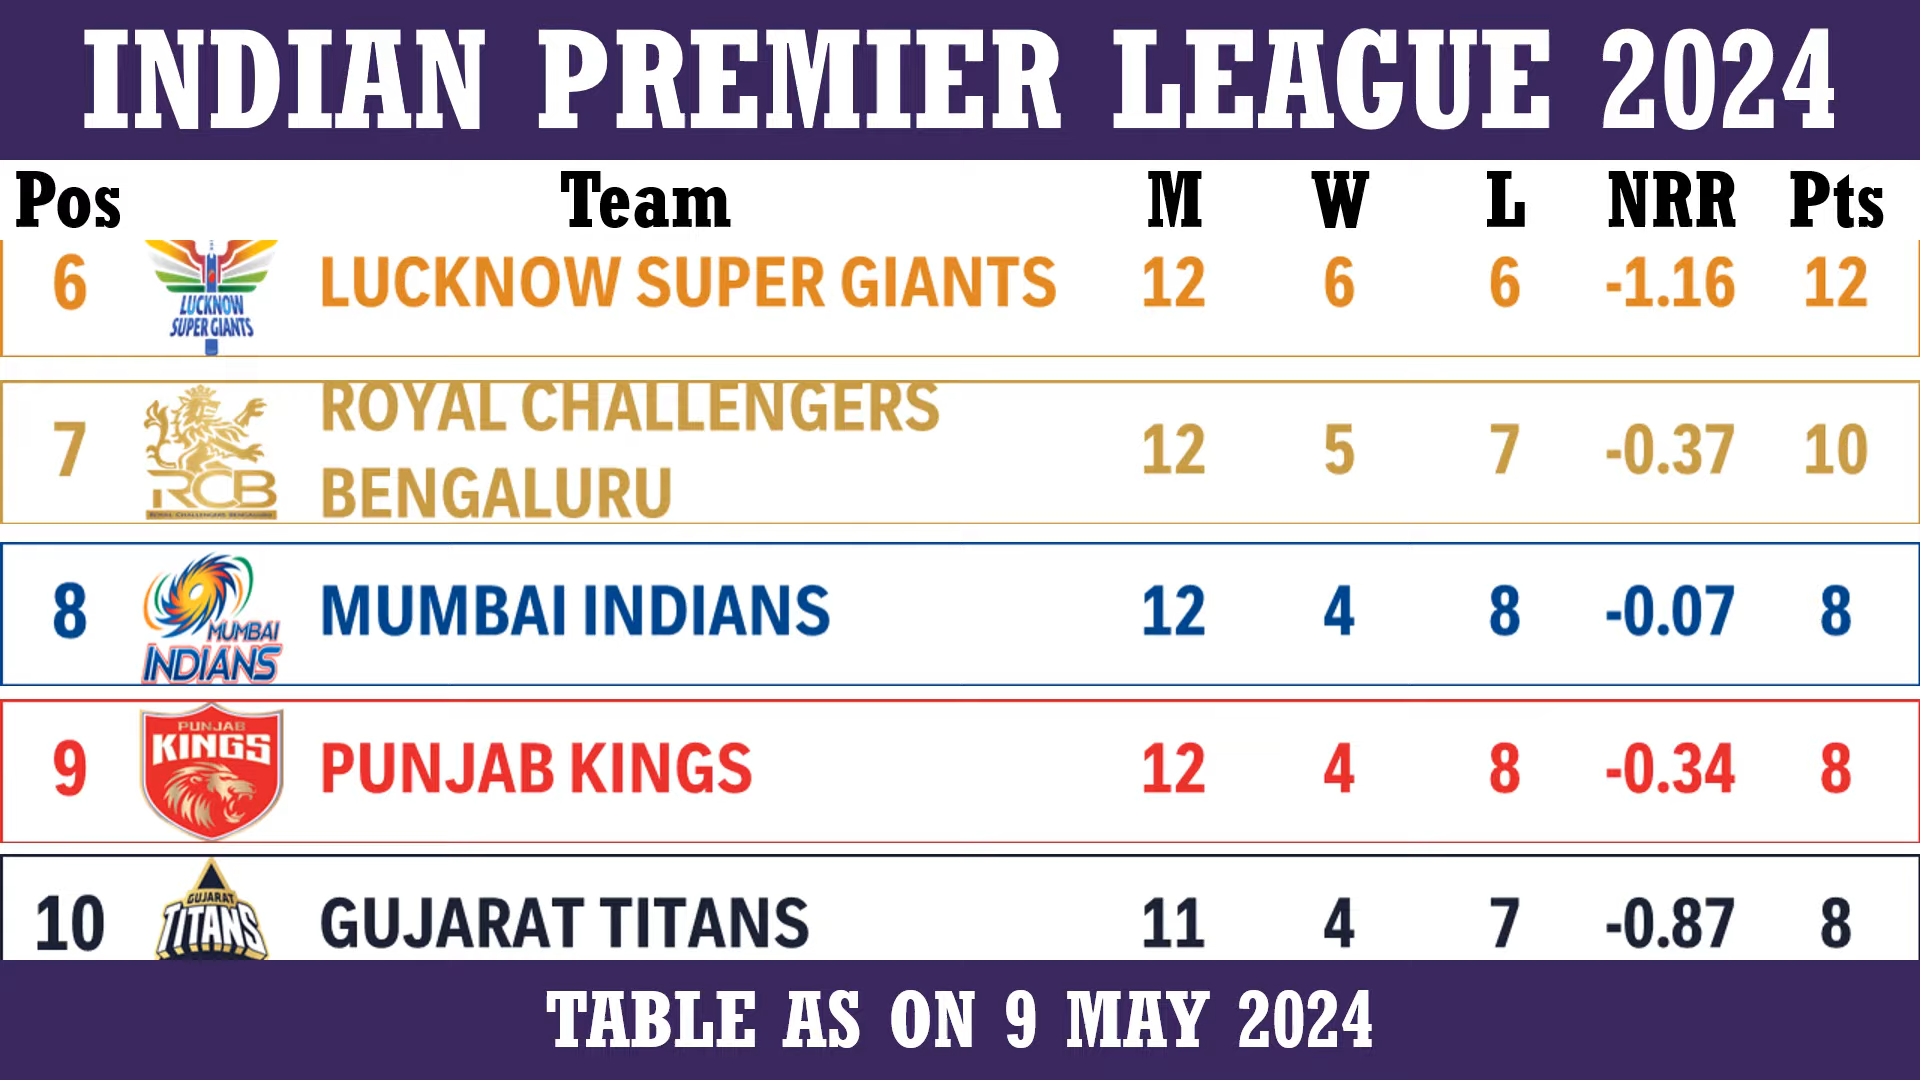 INDIAN PREMIER LEAGUE 2024
Pos Team M W L NRR Pts
6 LUCKNOW SUPER GIANTS LUCKNOW SUPER GIANTS 12 6 6 -1.16 12
7 RCB ROYAL CHALLENGERS BENGALURU ROYAL CHALLENGERS
BENGALURU 12 5 7 -0.37 10
8 MUMBAI INDIANS MUMBAI INDIANS 12 4 8 -0.07 8
9 PUNJAB KINGS PUNJAB KINGS 12 4 8 -0.34 8
10 GUJARAT TITANS GUJARAT TITANS 11 4 7 -0.87 8
TABLE AS ON 9 MAY 2024